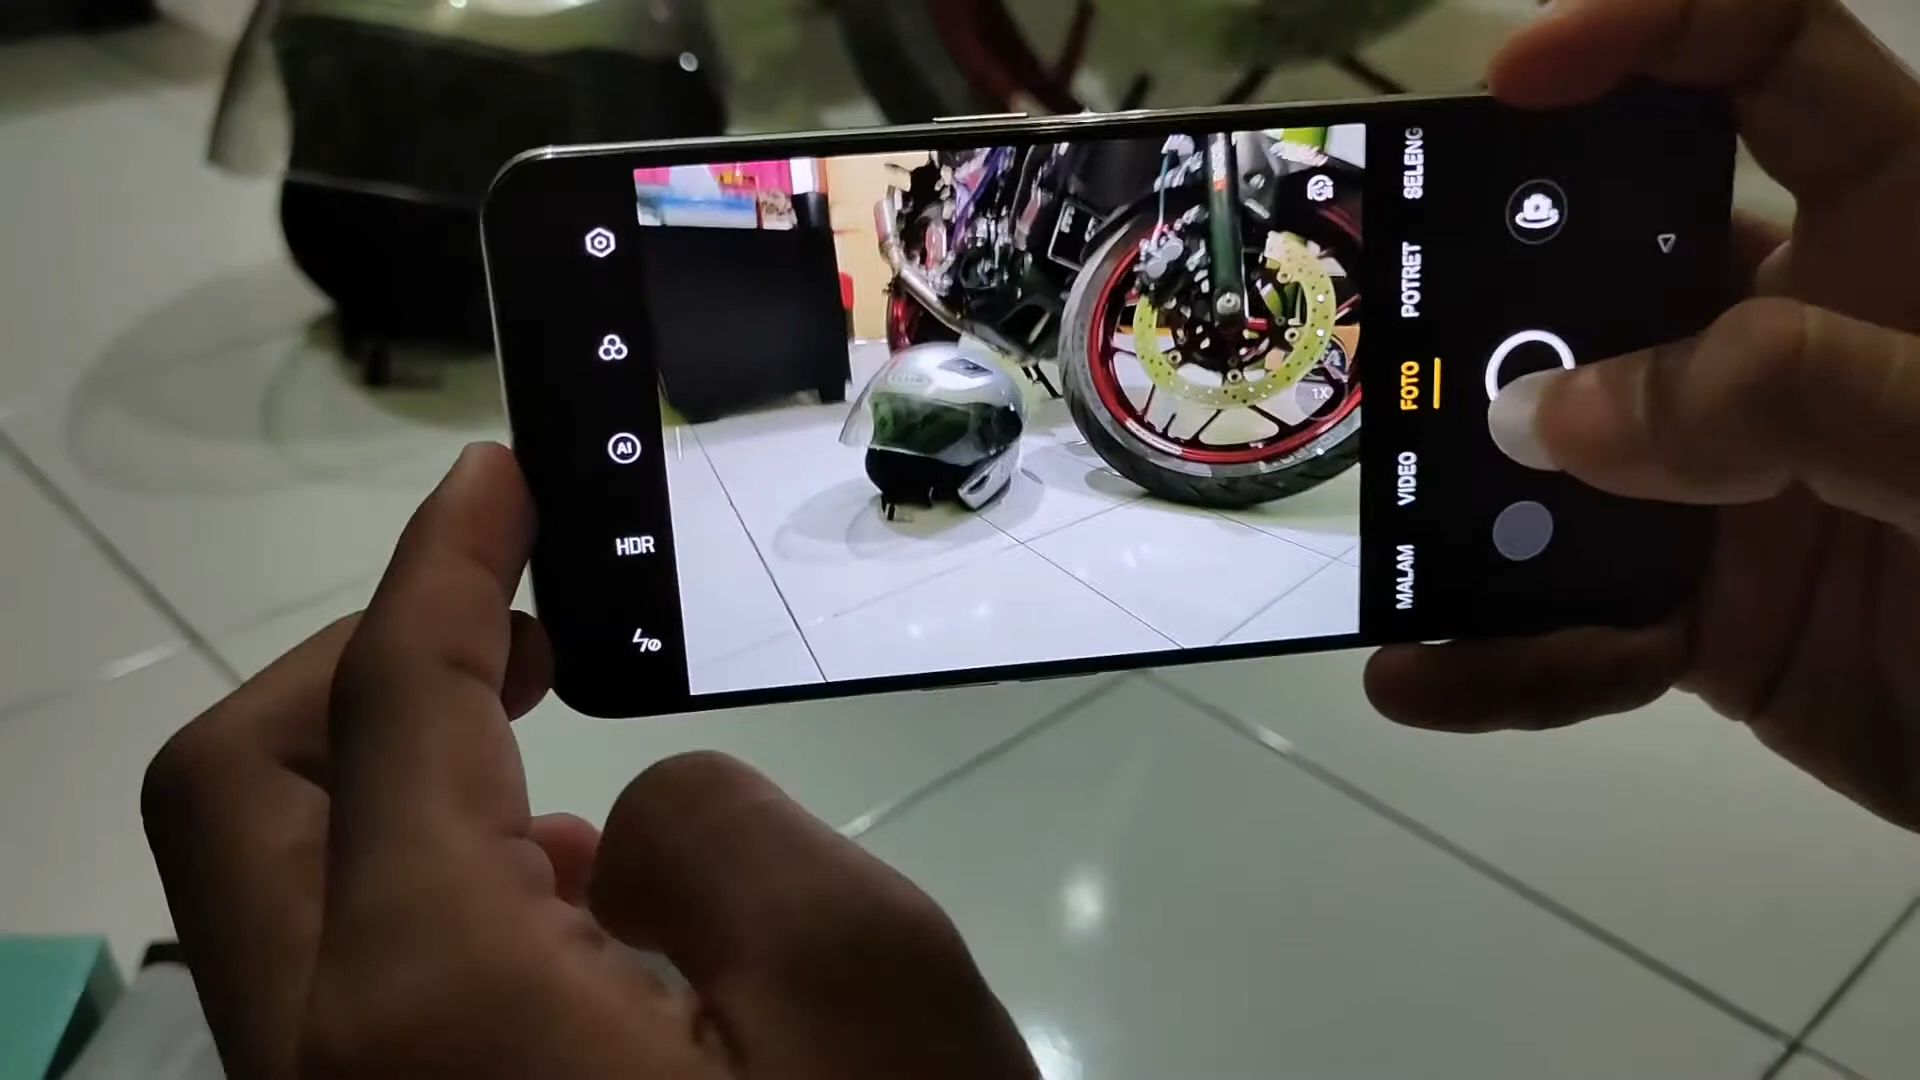 SELENG
POTRET
FOTO
VIDEO
MALAM
AI
HDR
1X